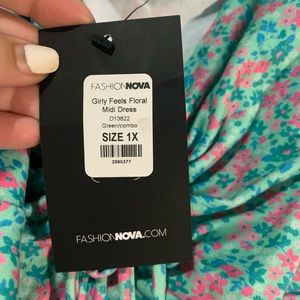 FASHIONNOVA
Girly Feels Floral
Midi Dress
D13822
Green/combo
SIZE 1X
2995377
FASHIONNOVA.COM